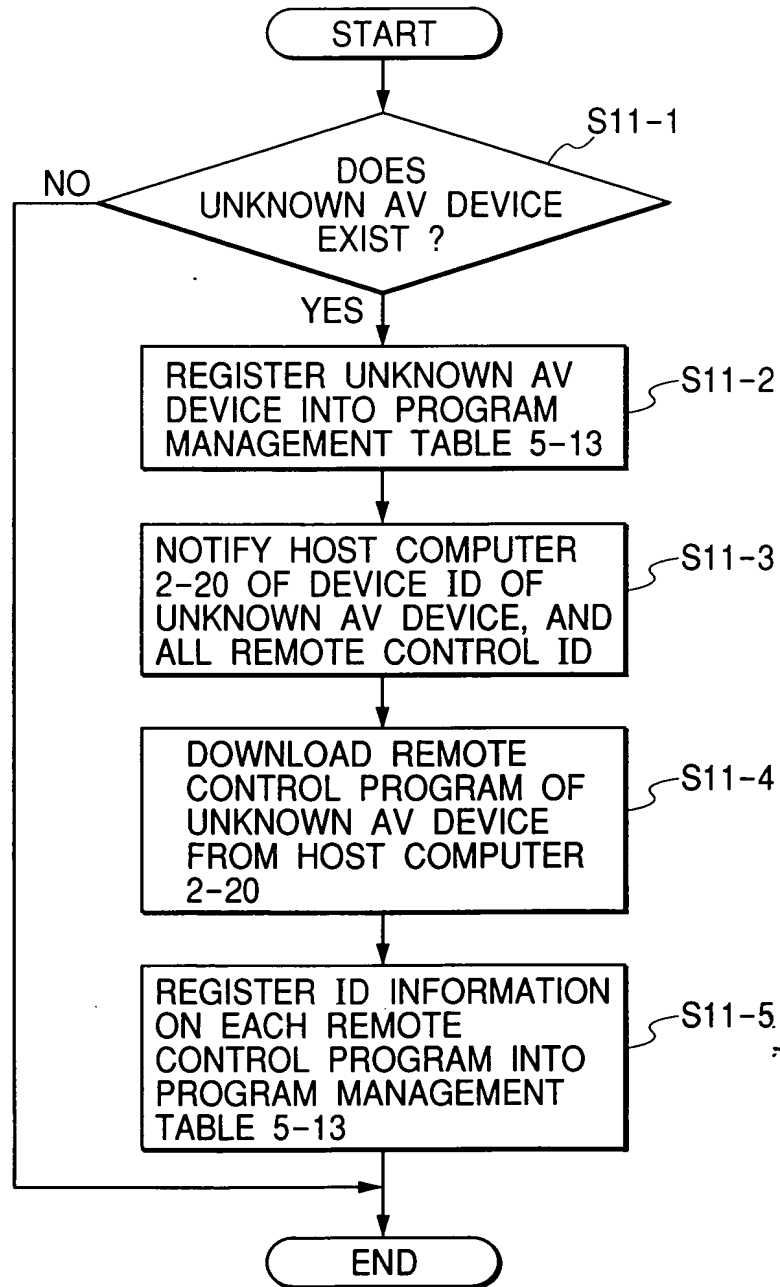 START
S11-1
DOES
UNKNOWN AV DEVICE
EXIST ?
NO
YES
REGISTER UNKNOWN AV
DEVICE INTO PROGRAM
MANAGEMENT TABLE 5-13
S11-2
NOTIFY HOST COMPUTER
2-20 OF DEVICE ID OF
UNKNOWN AV DEVICE, AND
ALL REMOTE CONTROL ID
S11-3
DOWNLOAD REMOTE
CONTROL PROGRAM OF
UNKNOWN AV DEVICE
FROM HOST COMPUTER
2-20
S11-4
REGISTER ID INFORMATION
ON EACH REMOTE
CONTROL PROGRAM INTO
PROGRAM MANAGEMENT
TABLE 5-13
S11-5
END